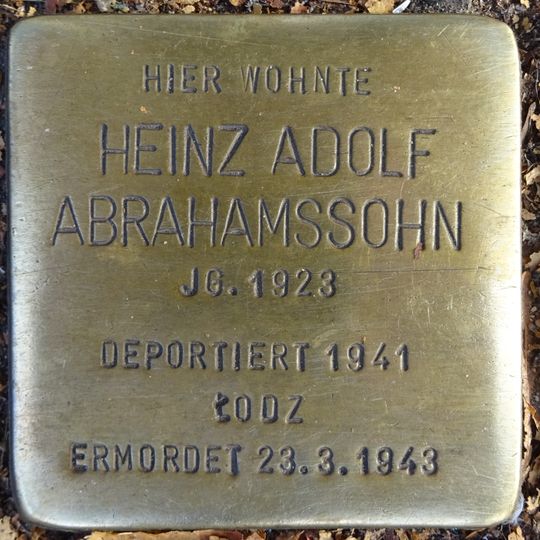 HIER WOHNTE
HEINZ ADOLF
ABRAHAMSSOHN
JG. 1923
DEPORTIERT 1941
ŁODZ
ERMORDET 23.3.1943